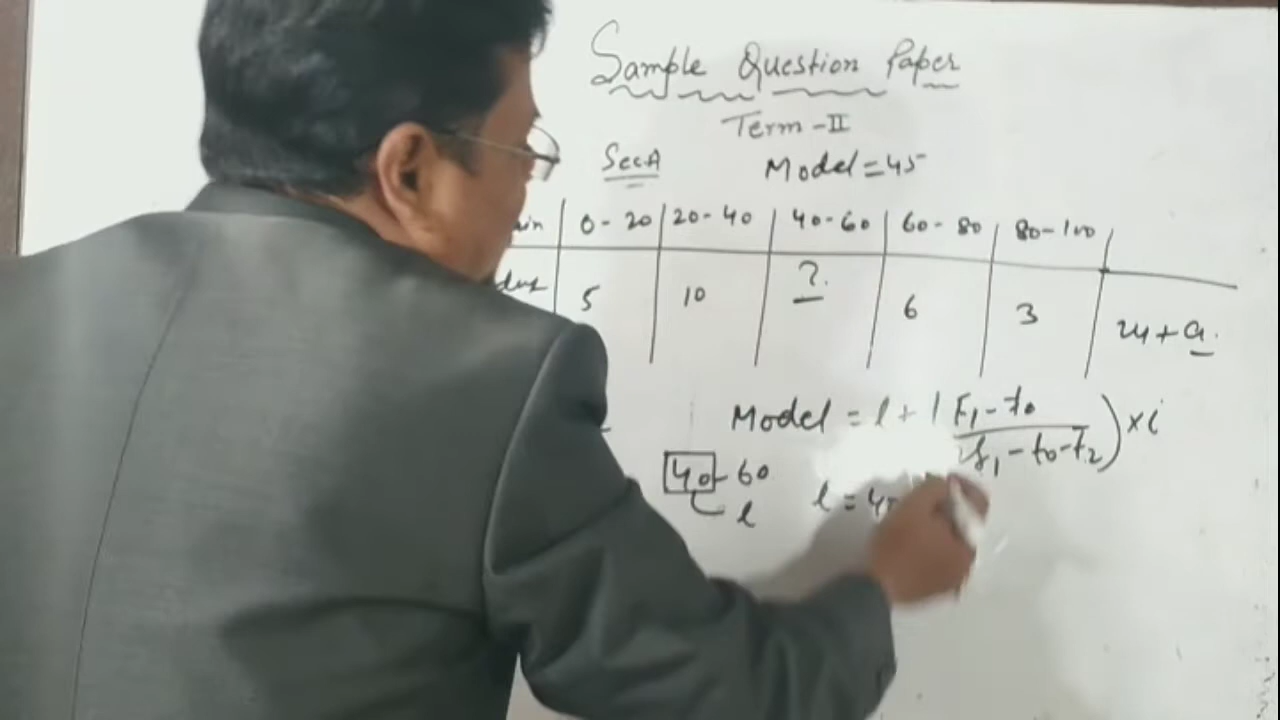 Sample Question Paper
Term-II
Sec A Model = 45
0-20 20-40 40-60 60-80 80-100
5 10 ? 6 3 24+a.
Model = l + (F1-f0 / 2f1-f0-f2) × i
40-60 l = 40
l